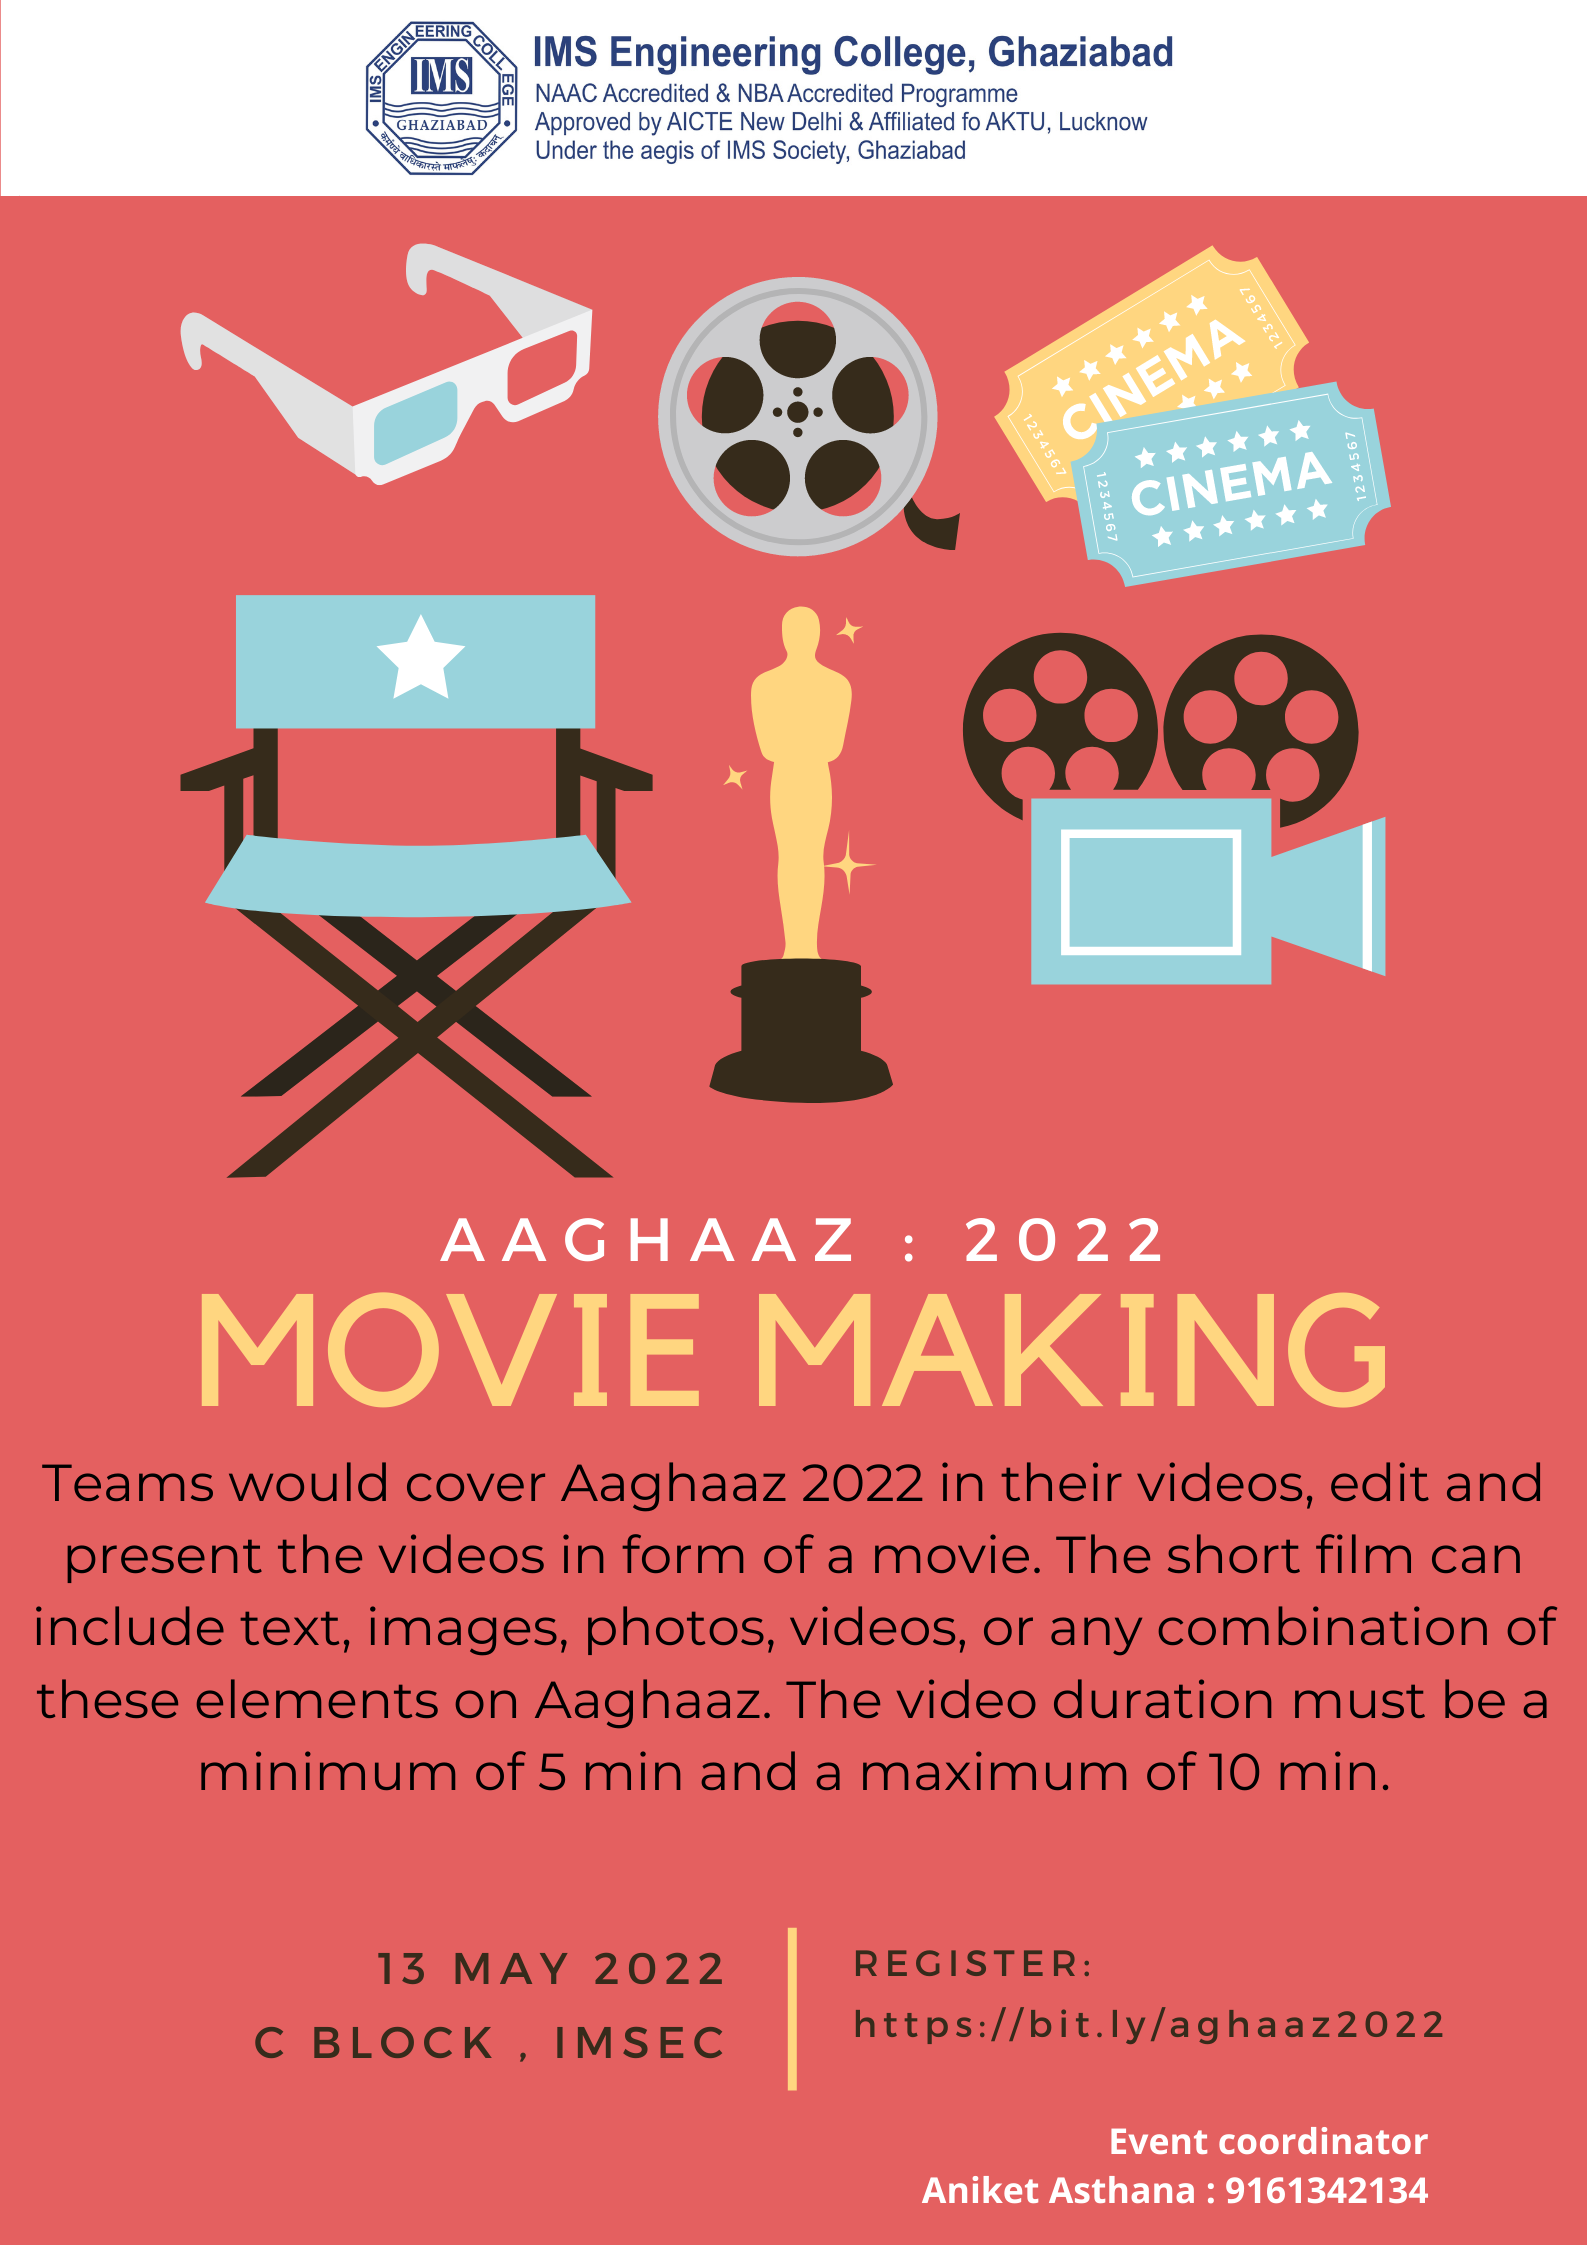 IMS ENGINEERING COLLEGE
IMS
GHAZIABAD
IMS Engineering College, Ghaziabad
NAAC Accredited & NBA Accredited Programme
Approved by AICTE New Delhi & Affiliated fo AKTU, Lucknow
Under the aegis of IMS Society, Ghaziabad
1234567
CINEMA
1234567
1234567
CINEMA
1234567
AAGHAAZ : 2022
MOVIE MAKING
Teams would cover Aaghaaz 2022 in their videos, edit and
present the videos in form of a movie. The short film can
include text, images, photos, videos, or any combination of
these elements on Aaghaaz. The video duration must be a
minimum of 5 min and a maximum of 10 min.
13 MAY 2022
C BLOCK , IMSEC
REGISTER:
https://bit.ly/aghaaz2022
Event coordinator
Aniket Asthana : 9161342134